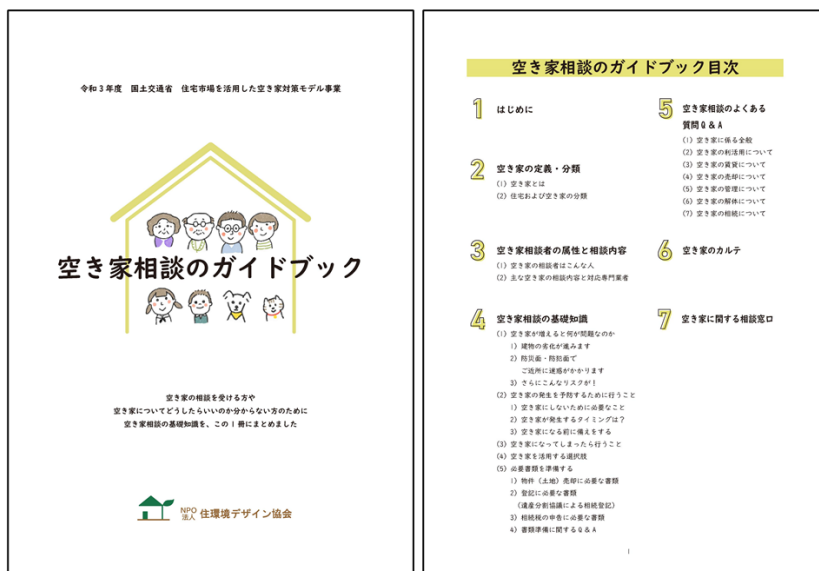 令和3年度 国土交通省 住宅市場を活用した空き家対策モデル事業
空き家相談のガイドブック
空き家の相談を受ける方や
空き家についてどうしたらいいのか分からない方のために
空き家相談の基礎知識を、この1冊にまとめました
NPO法人 住環境デザイン協会
空き家相談のガイドブック目次
1 はじめに
2 空き家の定義・分類
(1) 空き家とは
(2) 住宅および空き家の分類
3 空き家相談者の属性と相談内容
(1) 空き家の相談者はこんな人
(2) 主な空き家の相談内容と対応専門業者
4 空き家相談の基礎知識
(1) 空き家が増えると何が問題なのか
1) 建物の劣化が進みます
2) 防災面・防犯面で
ご近所に迷惑がかかります
3) さらにこんなリスクが!
(2) 空き家の発生を予防するために行うこと
1) 空き家にしないために必要なこと
2) 空き家が発生するタイミングは?
3) 空き家になる前に備えをする
(3) 空き家になってしまったら行うこと
(4) 空き家を活用する選択肢
(5) 必要書類を準備する
1) 物件(土地)売却に必要な書類
2) 登記に必要な書類
(遺産分割協議による相続登記)
3) 相続税の申告に必要な書類
4) 書類準備に関するQ&A
5 空き家相談のよくある
質問Q&A
(1) 空き家に係る全般
(2) 空き家の利活用について
(3) 空き家の賃貸について
(4) 空き家の売却について
(5) 空き家の管理について
(6) 空き家の解体について
(7) 空き家の相続について
6 空き家のカルテ
7 空き家に関する相談窓口
1